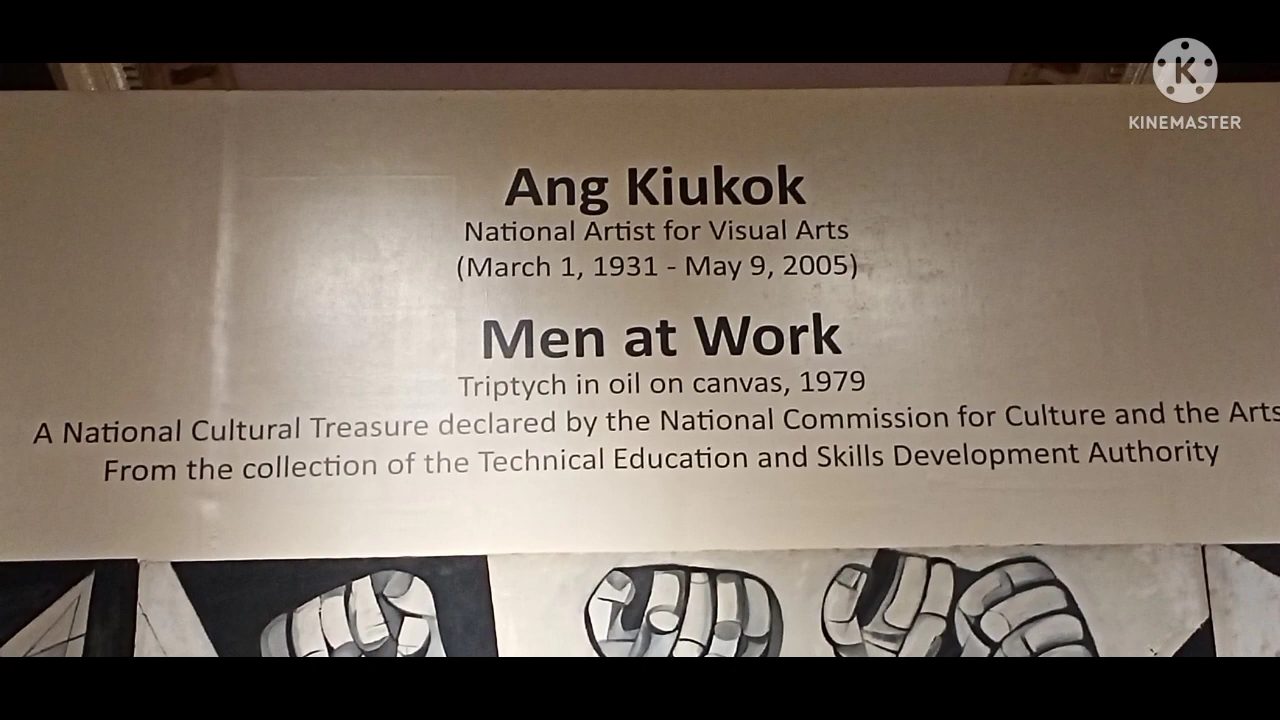 KINEMASTER
Ang Kiukok
National Artist for Visual Arts
(March 1, 1931 - May 9, 2005)
Men at Work
Triptych in oil on canvas, 1979
A National Cultural Treasure declared by the National Commission for Culture and the Arts
From the collection of the Technical Education and Skills Development Authority